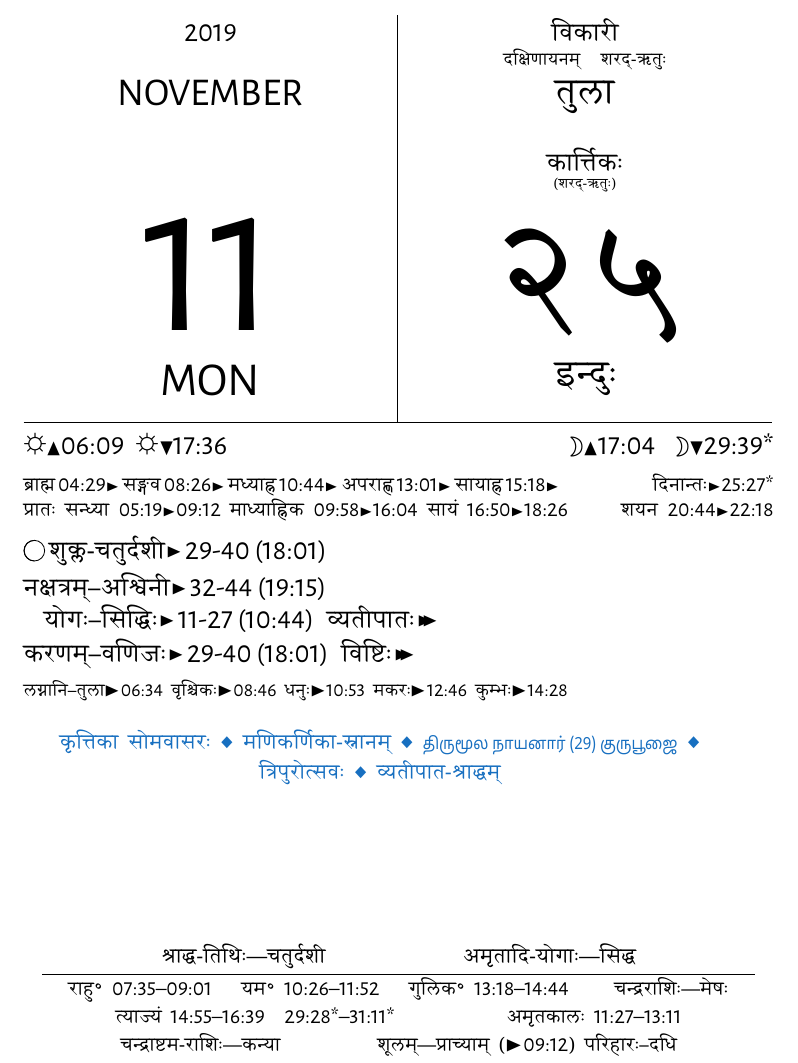 2019
NOVEMBER
11
MON
विकारी
दक्षिणायनम् शरद्-ऋतुः
तुला
कार्त्तिकः
(शरद्-ऋतुः)
२५
इन्दुः
☼▲06:09 ☼▼17:36 ☽▲17:04 ☽▼29:39*
ब्राह्म 04:29► सङ्गव 08:26► मध्याह्न 10:44► अपराह्ण 13:01► सायाह्न 15:18► दिनान्तः►25:27*
प्रातः सन्ध्या 05:19►09:12 माध्याह्निक 09:58►16:04 सायं 16:50►18:26 शयन 20:44►22:18
◯ शुक्ल-चतुर्दशी► 29-40 (18:01)
नक्षत्रम्–अश्विनी► 32-44 (19:15)
योगः–सिद्धिः► 11-27 (10:44) व्यतीपातः►►
करणम्–वणिजः► 29-40 (18:01) विष्टिः►►
लग्नानि–तुला► 06:34 वृश्चिकः►08:46 धनुः►10:53 मकरः►12:46 कुम्भः►14:28
कृत्तिका सोमवासरः ◆ मणिकर्णिका-स्नानम् ◆ திருமூல நாயனார் (29) குருபூஜை ◆
त्रिपुरोत्सवः ◆ व्यतीपात-श्राद्धम्
श्राद्ध-तिथिः—चतुर्दशी अमृतादि-योगाः—सिद्ध
राहु° 07:35–09:01 यम° 10:26–11:52 गुलिक° 13:18–14:44 चन्द्रराशिः—मेषः
त्याज्यं 14:55–16:39 29:28*–31:11* अमृतकालः 11:27–13:11
चन्द्राष्टम-राशिः—कन्या शूलम्—प्राच्याम् (►09:12) परिहारः–दधि